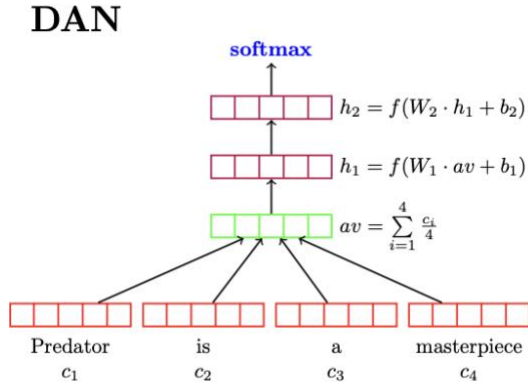 DAN
softmax
h₂ = f(W₂ · h₁ + b₂)
h₁ = f(W₁ · av + b₁)
av = ∑_{i=1}^{4} c_i/4
Predator is a masterpiece
c₁ c₂ c₃ c₄